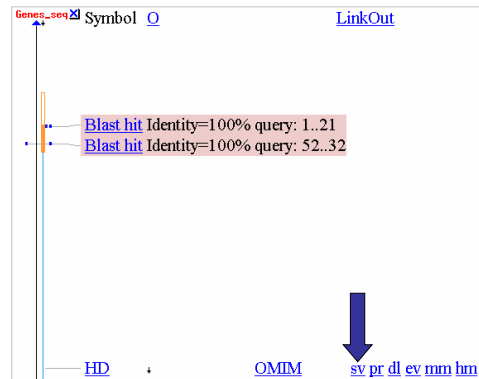 Genes_seq Symbol O LinkOut
Blast hit Identity=100% query: 1..21
Blast hit Identity=100% query: 52..32
HD OMIM sv pr dl ev mm hm